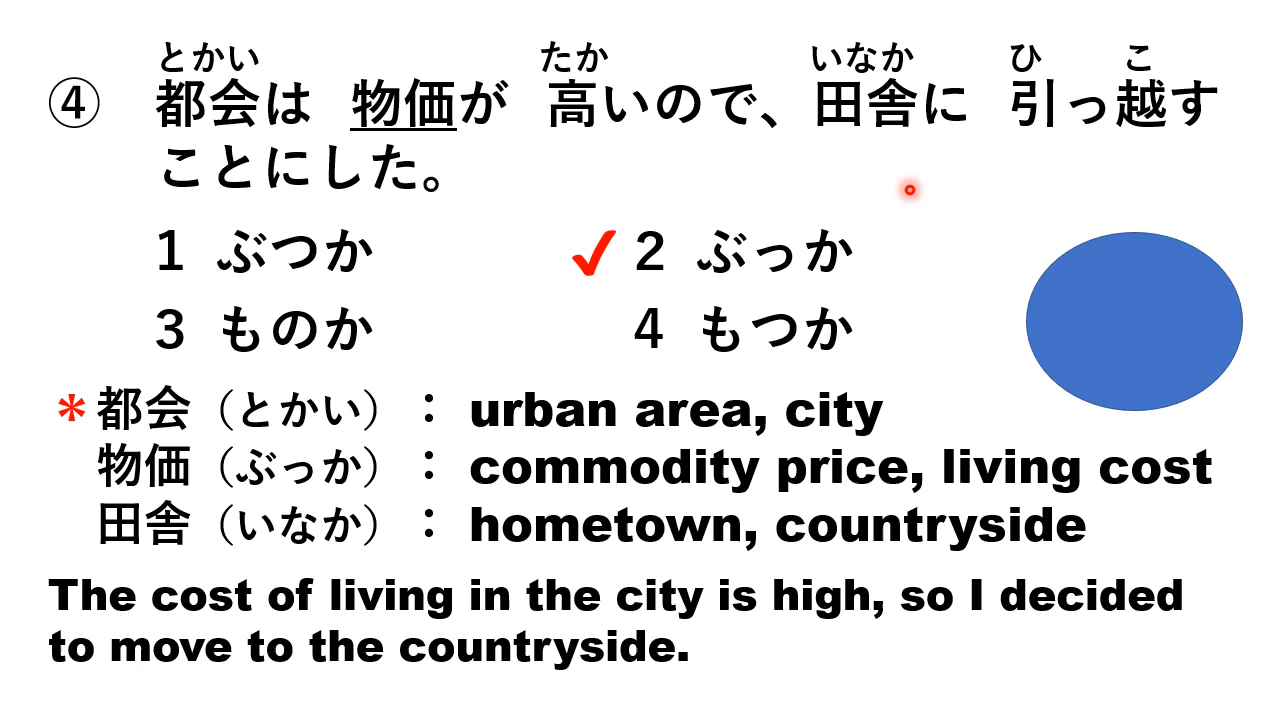 とかい たか いなか ひ こ
④ 都会は 物価が 高いので、田舎に 引っ越す
ことにした。
1 ぶつか ✓2 ぶっか
3 ものか 4 もつか
*都会（とかい）： urban area, city
物価（ぶっか）： commodity price, living cost
田舎（いなか）： hometown, countryside
The cost of living in the city is high, so I decided
to move to the countryside.